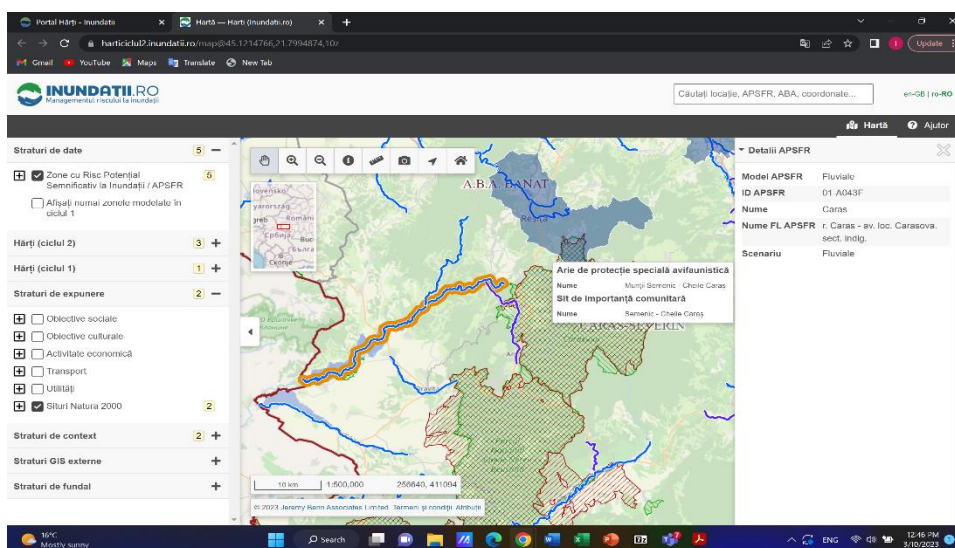 Portal Hărți - Inundatii
Hartă — Harti (Inundatii.ro)
harticiclul2.inundatii.ro/map@45.1214766,21.7994874,10z
Update
Gmail
YouTube
Maps
Translate
New Tab
INUNDATII.RO
Managementul riscului la inundații
Căutați locație, APSFR, ABA, coordonate...
en-GB | ro-RO
Hartă
Ajutor
Straturi de date 5
Zone cu Risc Potențial
Semnificativ la Inundații / APSFR
5
Afișați numai zonele modelate în
ciclul 1
Hărți (ciclul 2) 3
Hărți (ciclul 1) 1
Straturi de expunere 2
Obiective sociale
Obiective culturale
Activitate economică
Transport
Utilități
Situri Natura 2000 2
Straturi de context 2
Straturi GIS externe
Straturi de fundal
A.B.A. BANAT
Reșița
Arie de protecție specială avifaunistică
Nume Munții Semenic - Cheile Caraș
Sit de importanță comunitară
Nume Semenic - Cheile Caraș
CARAȘ-SEVERIN
10 km
1:500,000
256640, 411094
© 2023 Jeremy Benn Associates Limited Termeni și condiții Atribuții
Detalii APSFR
Model APSFR Fluviale
ID APSFR 01-A043F
Nume Caras
Nume FL APSFR r. Caras - av. loc. Carasova.
sect. indig.
Scenariu Fluviale
16°C
Mostly sunny
Search
ENG
12:46 PM
3/10/2023